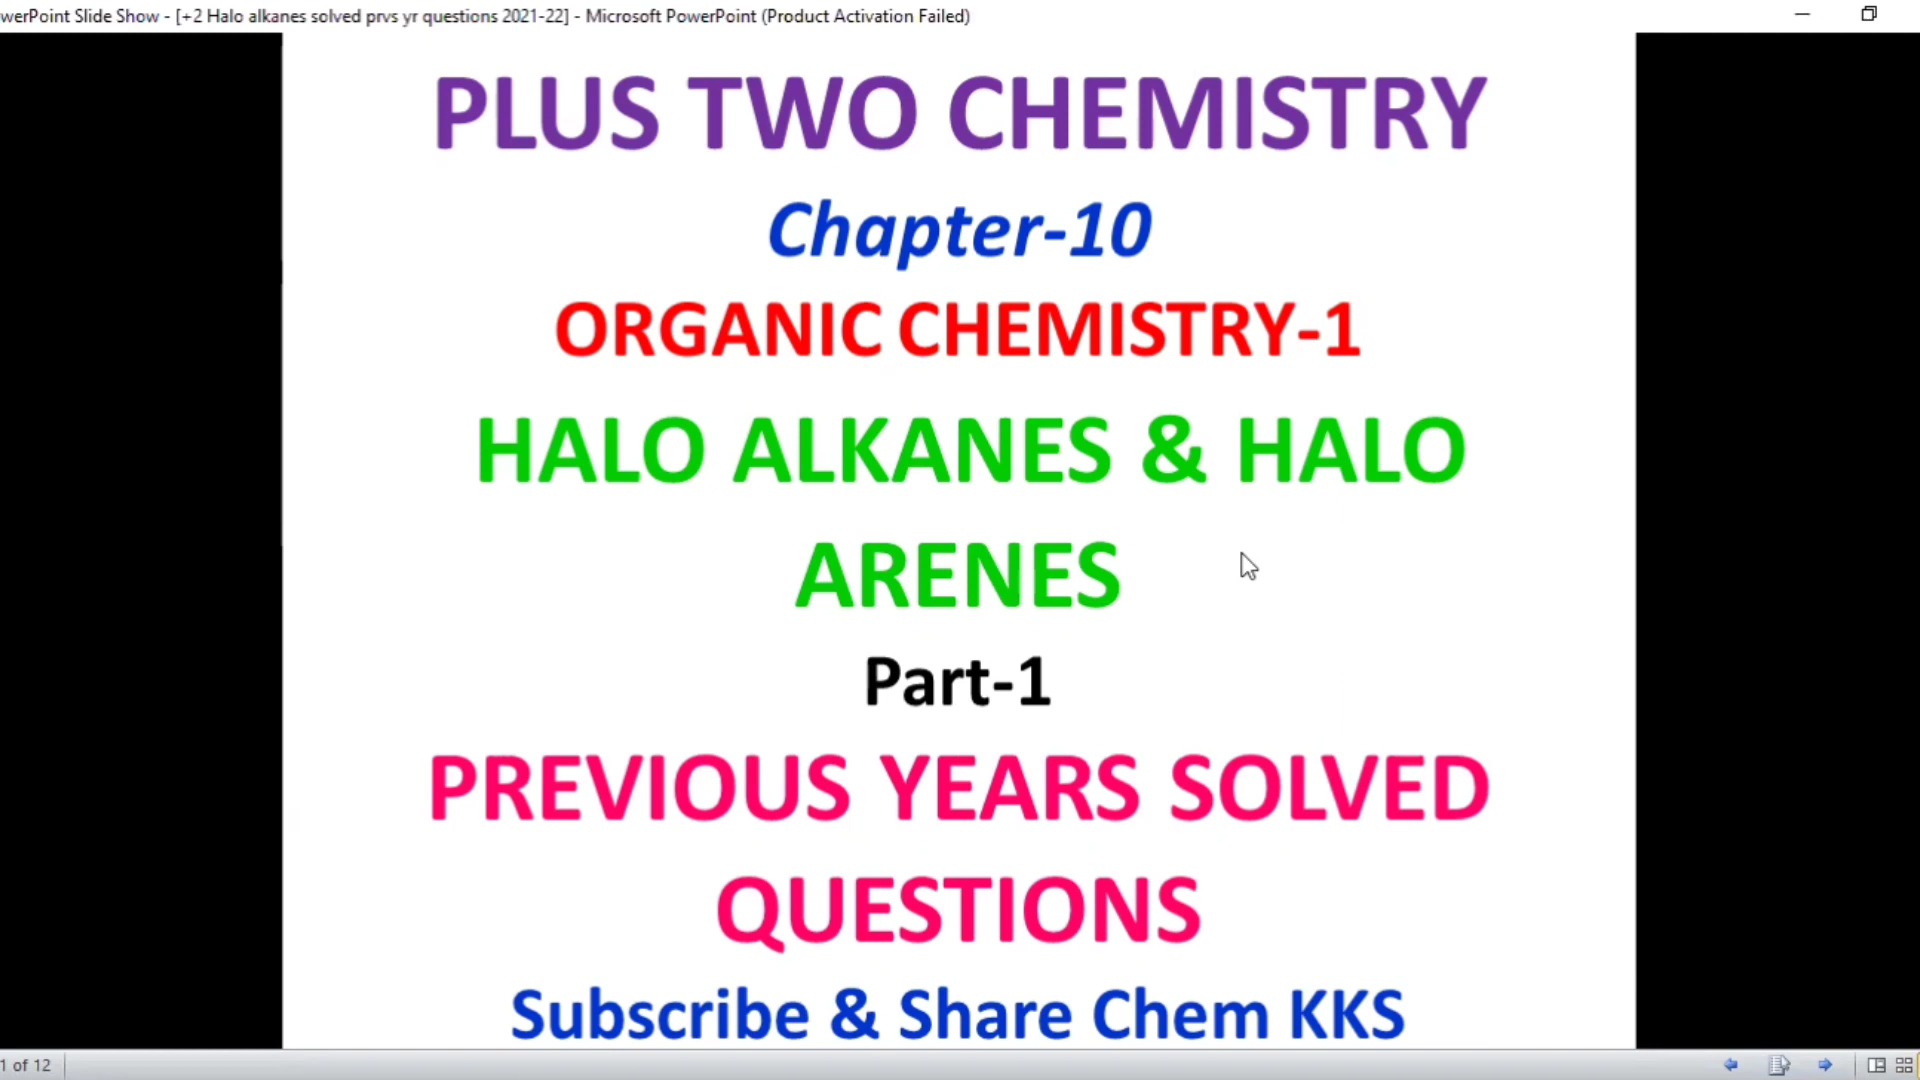 werPoint Slide Show - [+2 Halo alkanes solved prvs yr questions 2021-22] - Microsoft PowerPoint (Product Activation Failed)
PLUS TWO CHEMISTRY
Chapter-10
ORGANIC CHEMISTRY-1
HALO ALKANES & HALO
ARENES
Part-1
PREVIOUS YEARS SOLVED
QUESTIONS
Subscribe & Share Chem KKS
1 of 12